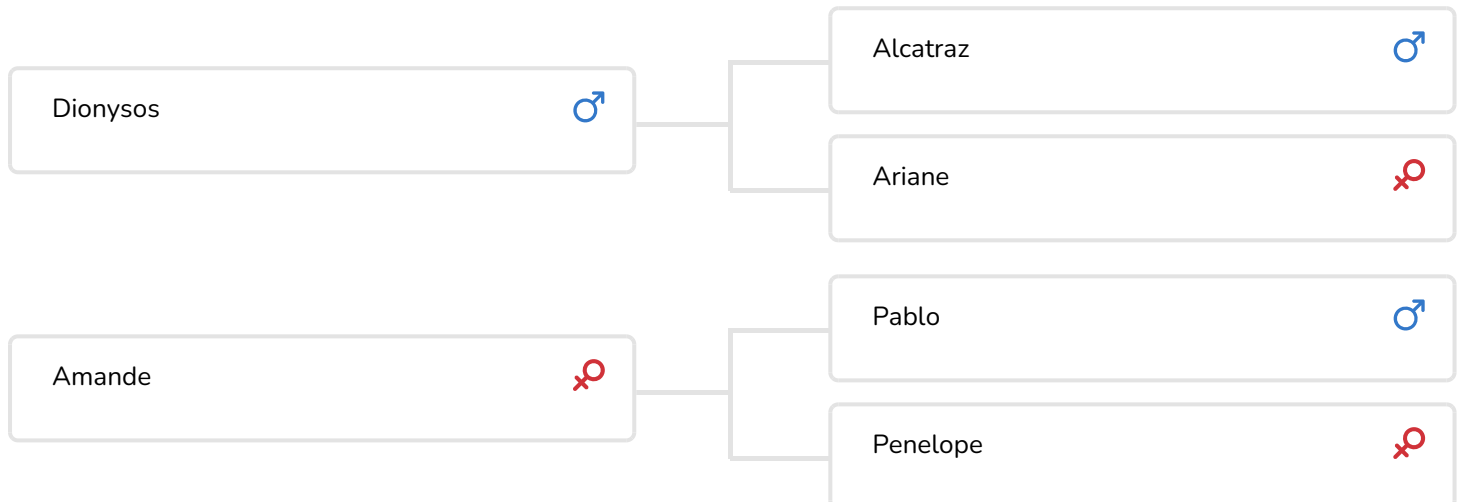 Dionysos
Alcatraz
Ariane
Amande
Pablo
Penelope